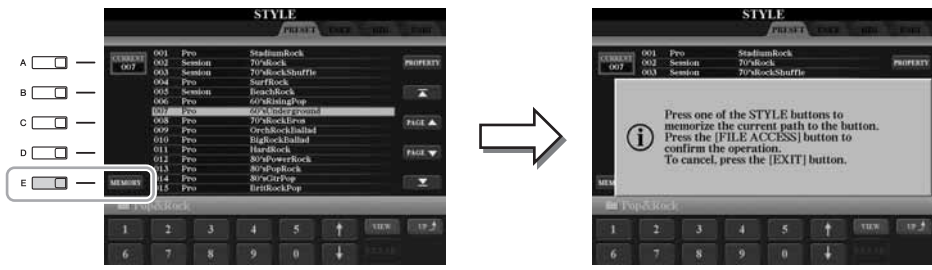 STYLE
PRESET USER HD1 USB1
A
B
C
D
E
CURRENT
007
001 Pro StadiumRock
002 Session 70'sRock
003 Session 70'sRockShuffle
004 Pro SurfRock
005 Session BeachRock
006 Pro 60'sRisingPop
007 Pro 60'sUnderground
008 Pro 70'sRockBros
009 Pro OrchRockBallad
010 Pro BigRockBallad
011 Pro HardRock
012 Pro 80'sPowerRock
013 Pro 80'sPopRock
014 Pro 80'sGtrPop
015 Pro BritRockPop
PROPERTY
PAGE
PAGE
MEMORY
Pop&Rock
1 2 3 4 5 VIEW UP
6 7 8 9 0
STYLE
PRESET USER USB1
CURRENT
007
001 Pro StadiumRock
002 Session 70'sRock
003 Session 70'sRockShuffle
PROPERTY
Press one of the STYLE buttons to
memorize the current path to the button.
Press the [FILE ACCESS] button to
confirm the operation.
To cancel, press the [EXIT] button.
MEM
Pop&Rock
1 2 3 4 5 VIEW UP
6 7 8 9 0